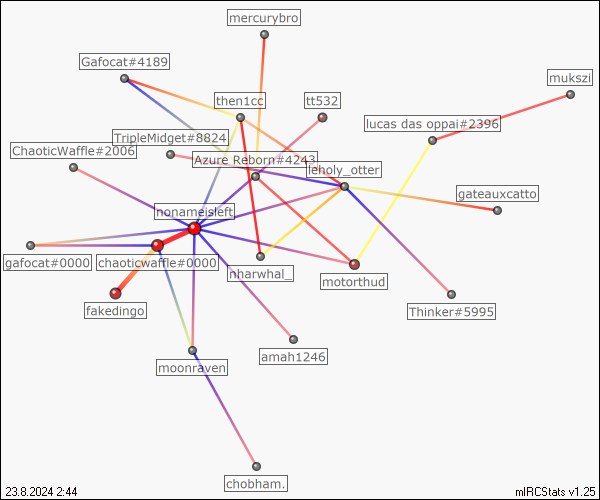 mercurybro
Gafocat#4189
mukszi
then1cc
tt532
lucas das oppai#2396
TripleMidget#8824
ChaoticWaffle#2006
Azure Reborn#4243
leholy_otter
gateauxcatto
nonameisleft
gafocat#0000
chaoticwaffle#0000
nharwhal_
motorthud
fakedingo
Thinker#5995
amah1246
moonraven
chobham.
23.8.2024 2:44
mIRCStats v1.25